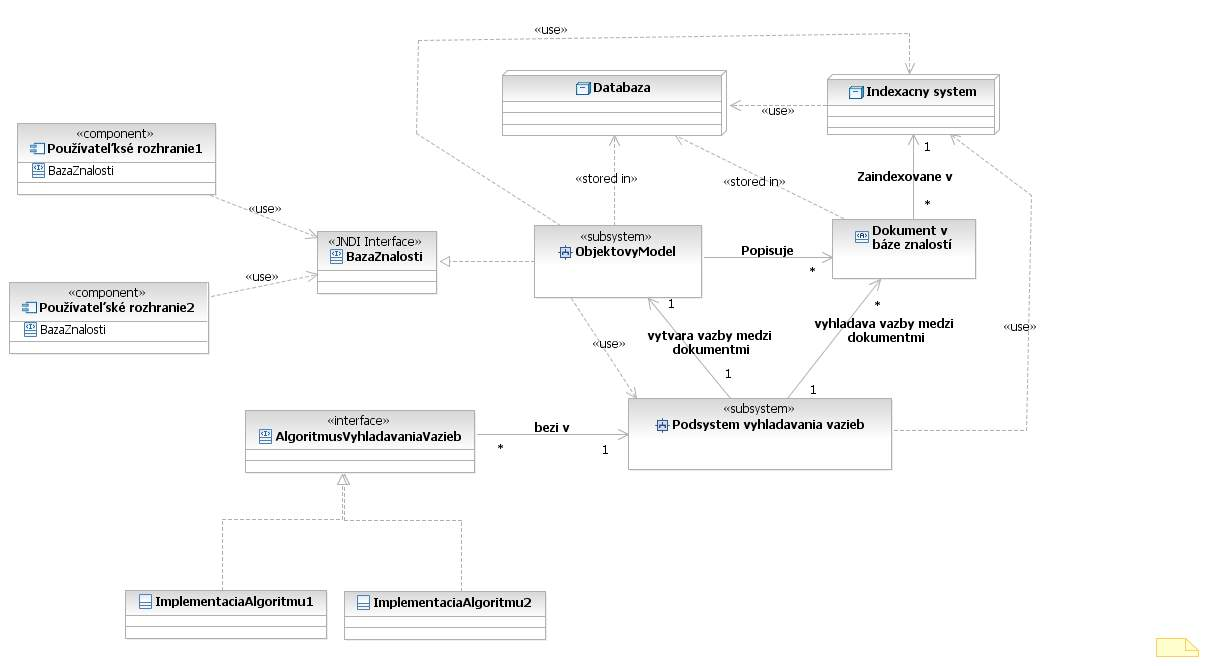 «use»
Databaza
Indexacny system
«use»
«component»
Používateľksé rozhranie1
BazaZnalosti
1
Zaindexovane v
*
«stored in»
«stored in»
«use»
«JNDI Interface»
BazaZnalosti
«subsystem»
ObjektovyModel
Popisuje
*
Dokument v
báze znalostí
«use»
«component»
Používateľské rozhranie2
BazaZnalosti
1
*
vytvara vazby medzi
dokumentmi
1
vyhladava vazby medzi
dokumentmi
1
«use»
«use»
«interface»
AlgoritmusVyhladavaniaVazieb
bezi v
*
1
«subsystem»
Podsystem vyhladavania vazieb
ImplementaciaAlgoritmu1
ImplementaciaAlgoritmu2